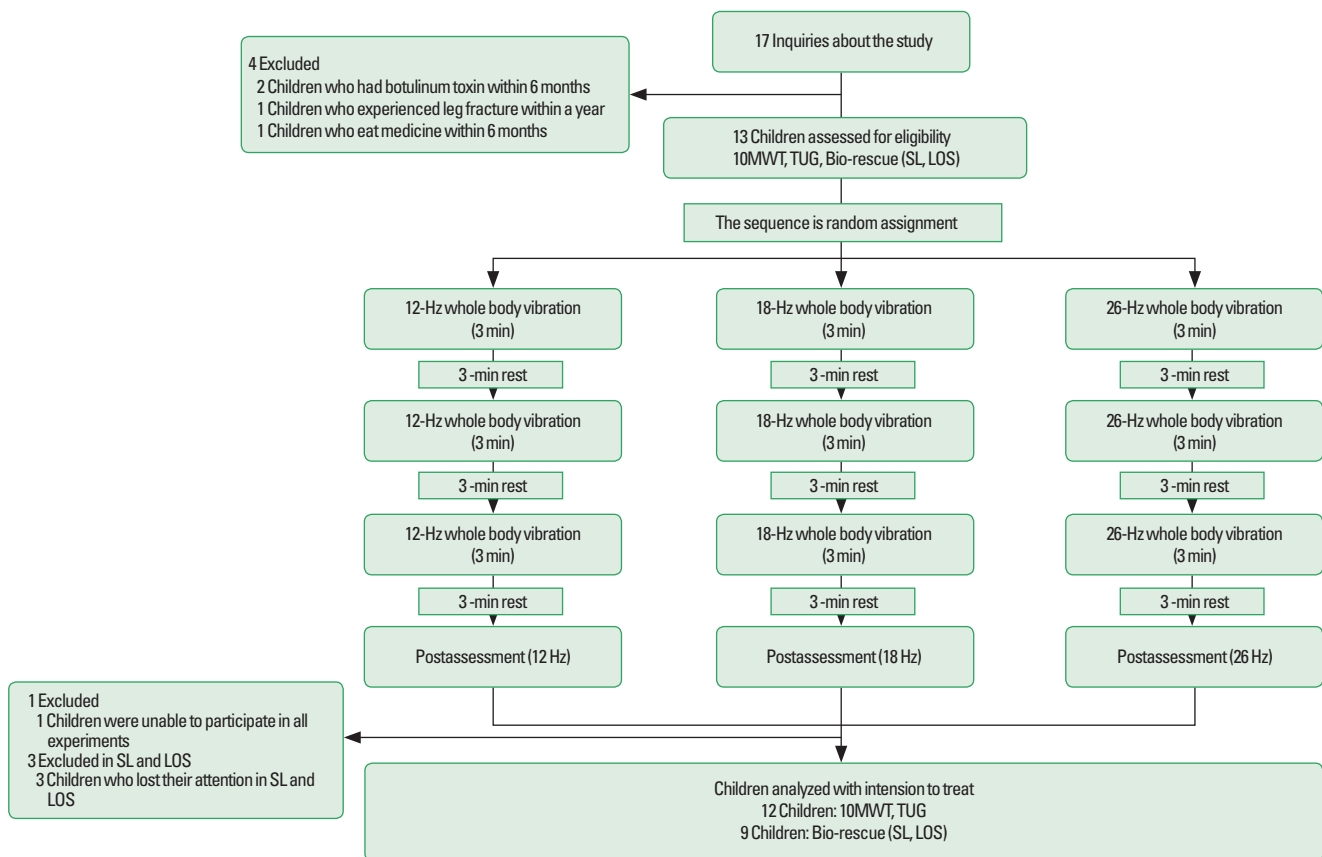 17 Inquiries about the study
4 Excluded
2 Children who had botulinum toxin within 6 months
1 Children who experienced leg fracture within a year
1 Children who eat medicine within 6 months
13 Children assessed for eligibility
10MWT, TUG, Bio-rescue (SL, LOS)
The sequence is random assignment
12-Hz whole body vibration
(3 min)
18-Hz whole body vibration
(3 min)
26-Hz whole body vibration
(3 min)
3 -min rest
3 -min rest
3 -min rest
12-Hz whole body vibration
(3 min)
18-Hz whole body vibration
(3 min)
26-Hz whole body vibration
(3 min)
3 -min rest
3 -min rest
3 -min rest
12-Hz whole body vibration
(3 min)
18-Hz whole body vibration
(3 min)
26-Hz whole body vibration
(3 min)
3 -min rest
3 -min rest
3 -min rest
Postassessment (12 Hz)
Postassessment (18 Hz)
Postassessment (26 Hz)
1 Excluded
1 Children were unable to participate in all
experiments
3 Excluded in SL and LOS
3 Children who lost their attention in SL and
LOS
Children analyzed with intension to treat
12 Children: 10MWT, TUG
9 Children: Bio-rescue (SL, LOS)